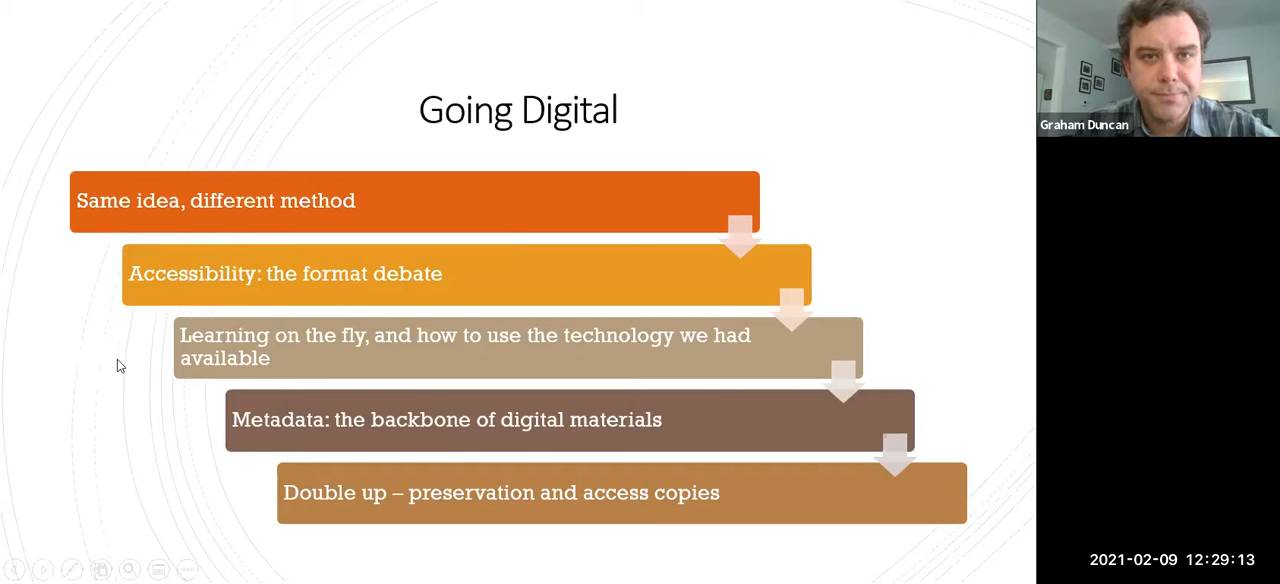 Going Digital
Same idea, different method
Accessibility: the format debate
Learning on the fly, and how to use the technology we had
available
Metadata: the backbone of digital materials
Double up – preservation and access copies
Graham Duncan
2021-02-09 12:29:13